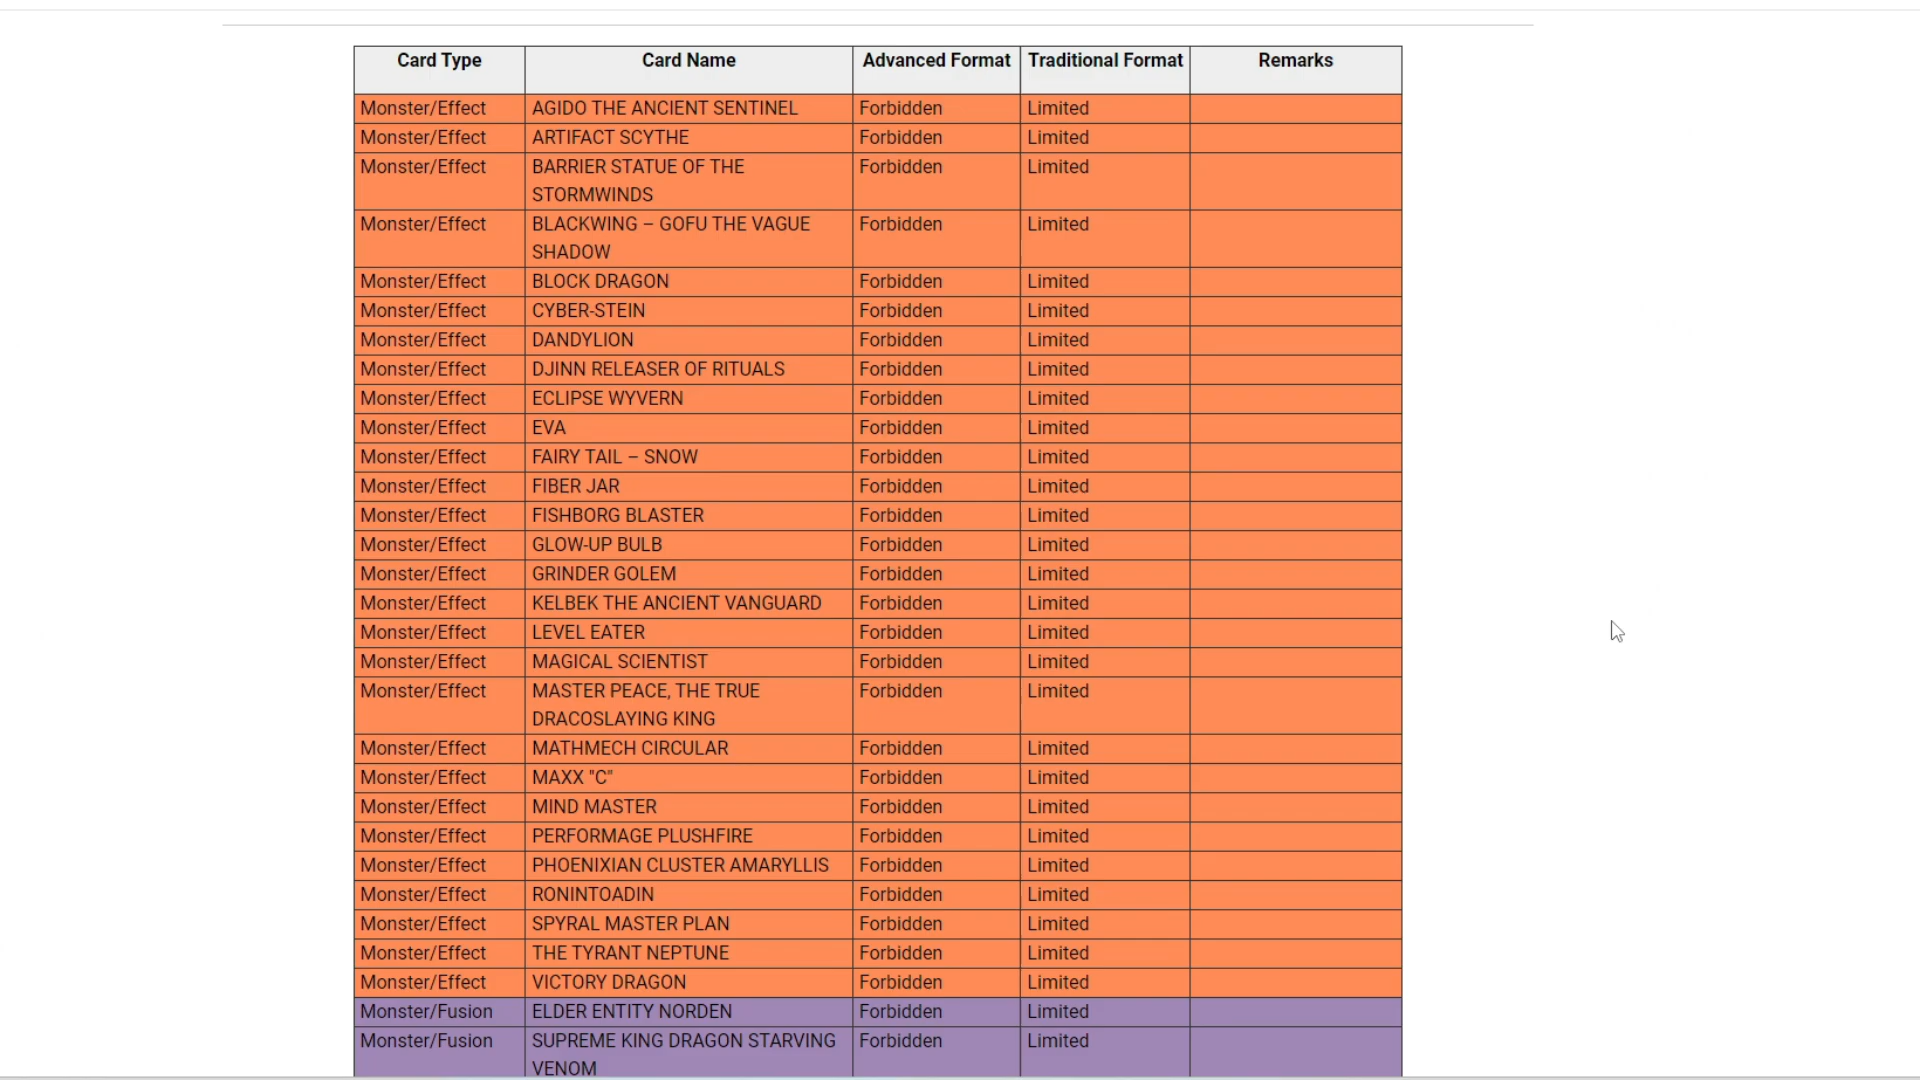 Card Type Card Name Advanced Format Traditional Format Remarks
Monster/Effect AGIDO THE ANCIENT SENTINEL Forbidden Limited
Monster/Effect ARTIFACT SCYTHE Forbidden Limited
Monster/Effect BARRIER STATUE OF THE Forbidden Limited
STORMWINDS
Monster/Effect BLACKWING – GOFU THE VAGUE Forbidden Limited
SHADOW
Monster/Effect BLOCK DRAGON Forbidden Limited
Monster/Effect CYBER-STEIN Forbidden Limited
Monster/Effect DANDYLION Forbidden Limited
Monster/Effect DJINN RELEASER OF RITUALS Forbidden Limited
Monster/Effect ECLIPSE WYVERN Forbidden Limited
Monster/Effect EVA Forbidden Limited
Monster/Effect FAIRY TAIL – SNOW Forbidden Limited
Monster/Effect FIBER JAR Forbidden Limited
Monster/Effect FISHBORG BLASTER Forbidden Limited
Monster/Effect GLOW-UP BULB Forbidden Limited
Monster/Effect GRINDER GOLEM Forbidden Limited
Monster/Effect KELBEK THE ANCIENT VANGUARD Forbidden Limited
Monster/Effect LEVEL EATER Forbidden Limited
Monster/Effect MAGICAL SCIENTIST Forbidden Limited
Monster/Effect MASTER PEACE, THE TRUE Forbidden Limited
DRACOSLAYING KING
Monster/Effect MATHMECH CIRCULAR Forbidden Limited
Monster/Effect MAXX "C" Forbidden Limited
Monster/Effect MIND MASTER Forbidden Limited
Monster/Effect PERFORMAGE PLUSHFIRE Forbidden Limited
Monster/Effect PHOENIXIAN CLUSTER AMARYLLIS Forbidden Limited
Monster/Effect RONINTOADIN Forbidden Limited
Monster/Effect SPYRAL MASTER PLAN Forbidden Limited
Monster/Effect THE TYRANT NEPTUNE Forbidden Limited
Monster/Effect VICTORY DRAGON Forbidden Limited
Monster/Fusion ELDER ENTITY NORDEN Forbidden Limited
Monster/Fusion SUPREME KING DRAGON STARVING Forbidden Limited
VENOM